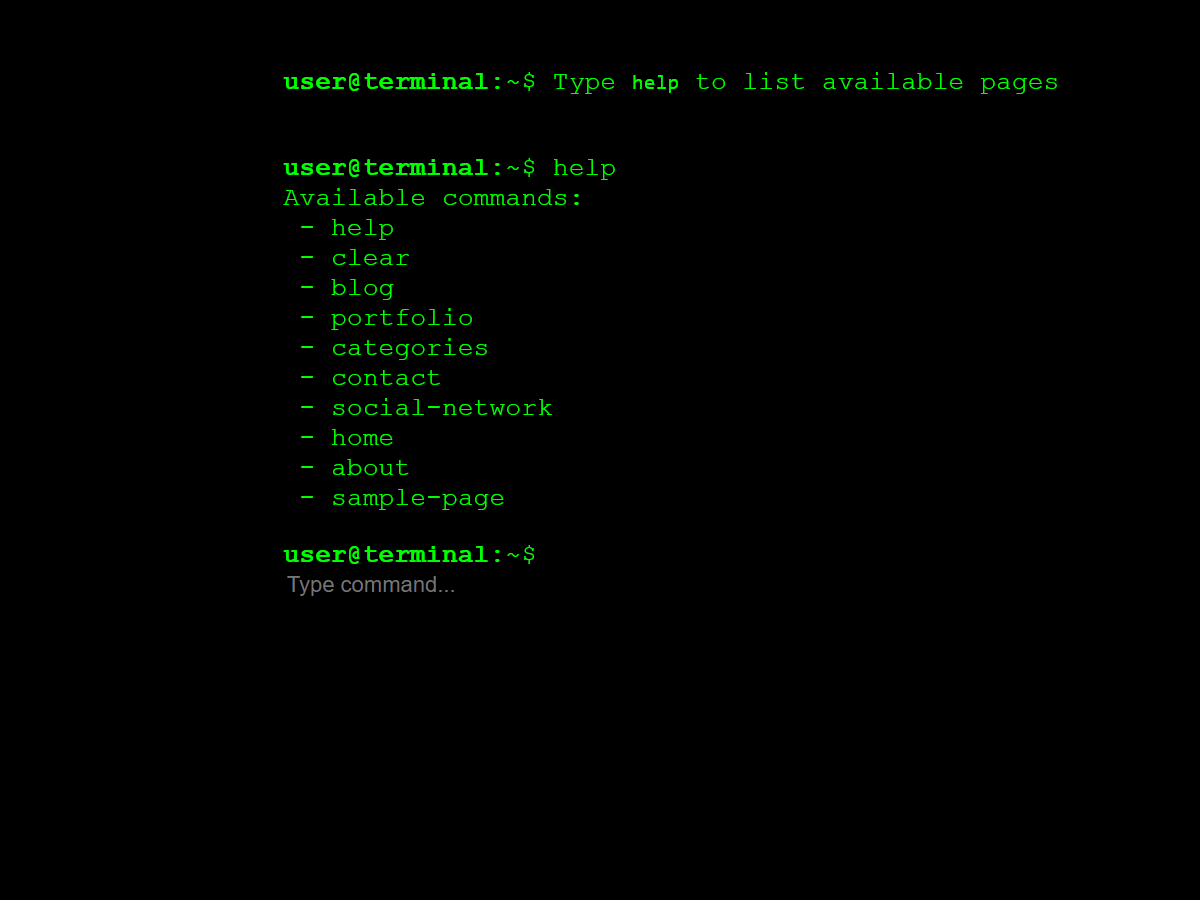 user@terminal:~$ Type help to list available pages
user@terminal:~$ help
Available commands:
- help
- clear
- blog
- portfolio
- categories
- contact
- social-network
- home
- about
- sample-page
user@terminal:~$
Type command...